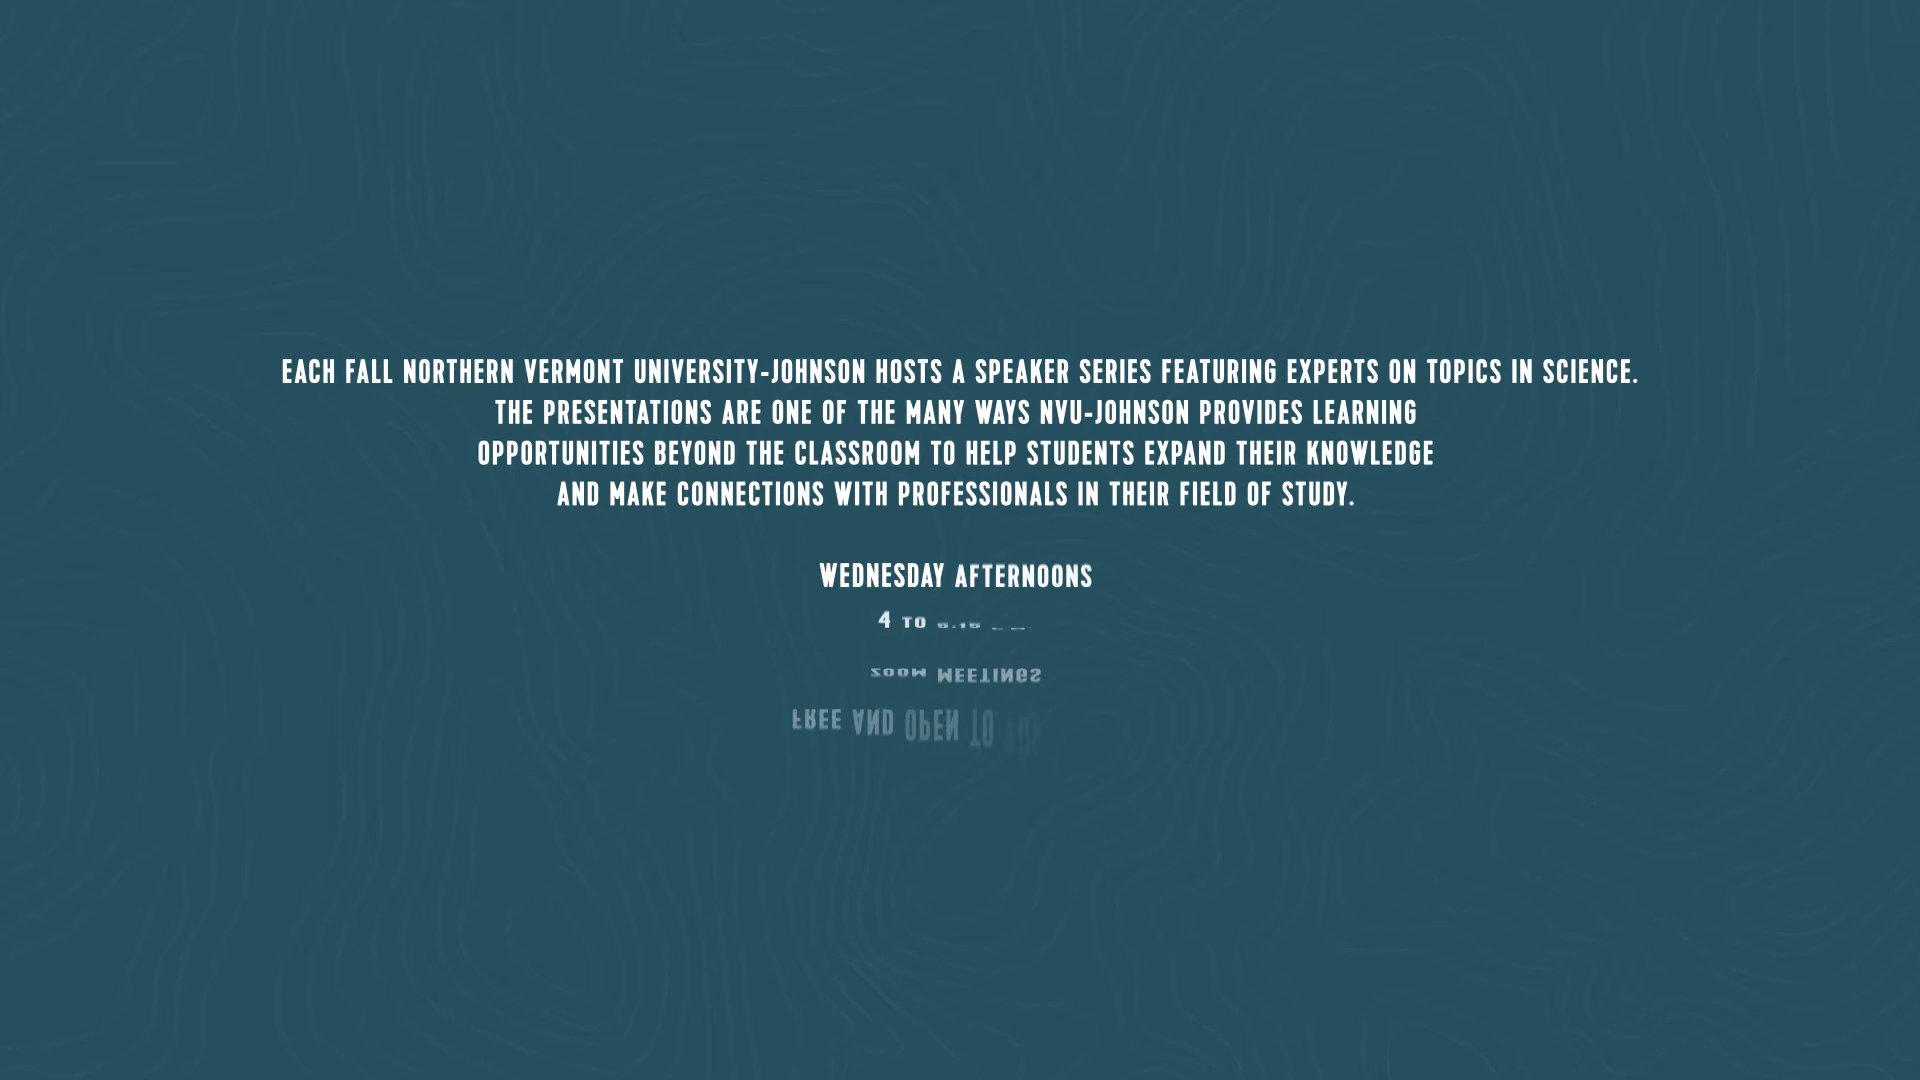 EACH FALL NORTHERN VERMONT UNIVERSITY-JOHNSON HOSTS A SPEAKER SERIES FEATURING EXPERTS ON TOPICS IN SCIENCE.
THE PRESENTATIONS ARE ONE OF THE MANY WAYS NVU-JOHNSON PROVIDES LEARNING
OPPORTUNITIES BEYOND THE CLASSROOM TO HELP STUDENTS EXPAND THEIR KNOWLEDGE
AND MAKE CONNECTIONS WITH PROFESSIONALS IN THEIR FIELD OF STUDY.
WEDNESDAY AFTERNOONS
4 TO
ZOOM MEETINGS
FREE AND OPEN TO